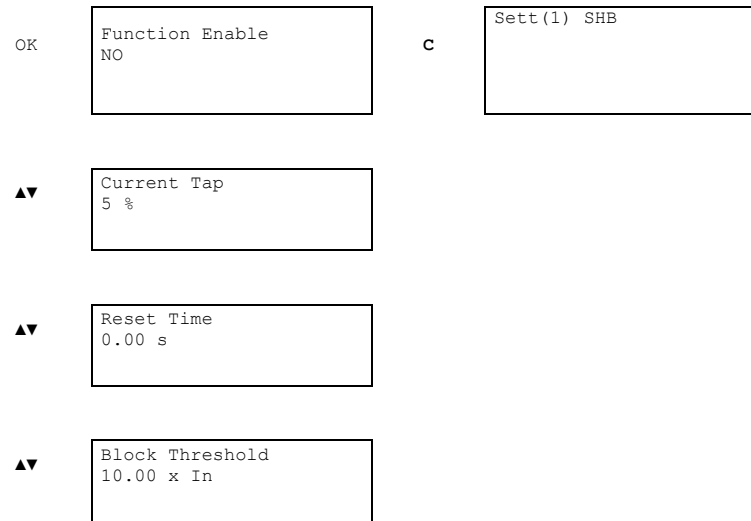 Sett(1) SHB
OK
Function Enable
NO
C
▲▼
Current Tap
5 %
▲▼
Reset Time
0.00 s
▲▼
Block Threshold
10.00 x In